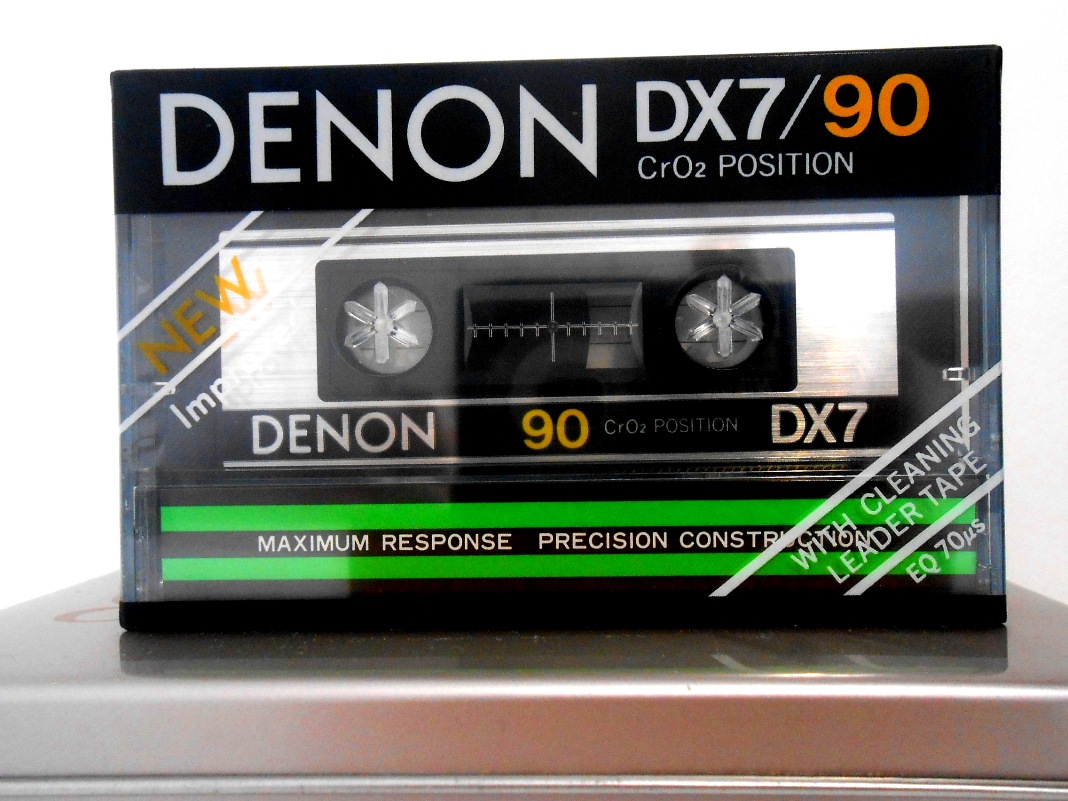 DENON DX7/90
CrO₂ POSITION
NEW
DENON 90 CrO₂ POSITION DX7
WITH CLEANING
LEADER TAPE
EQ 70μs
MAXIMUM RESPONSE PRECISION CONSTRUCTION